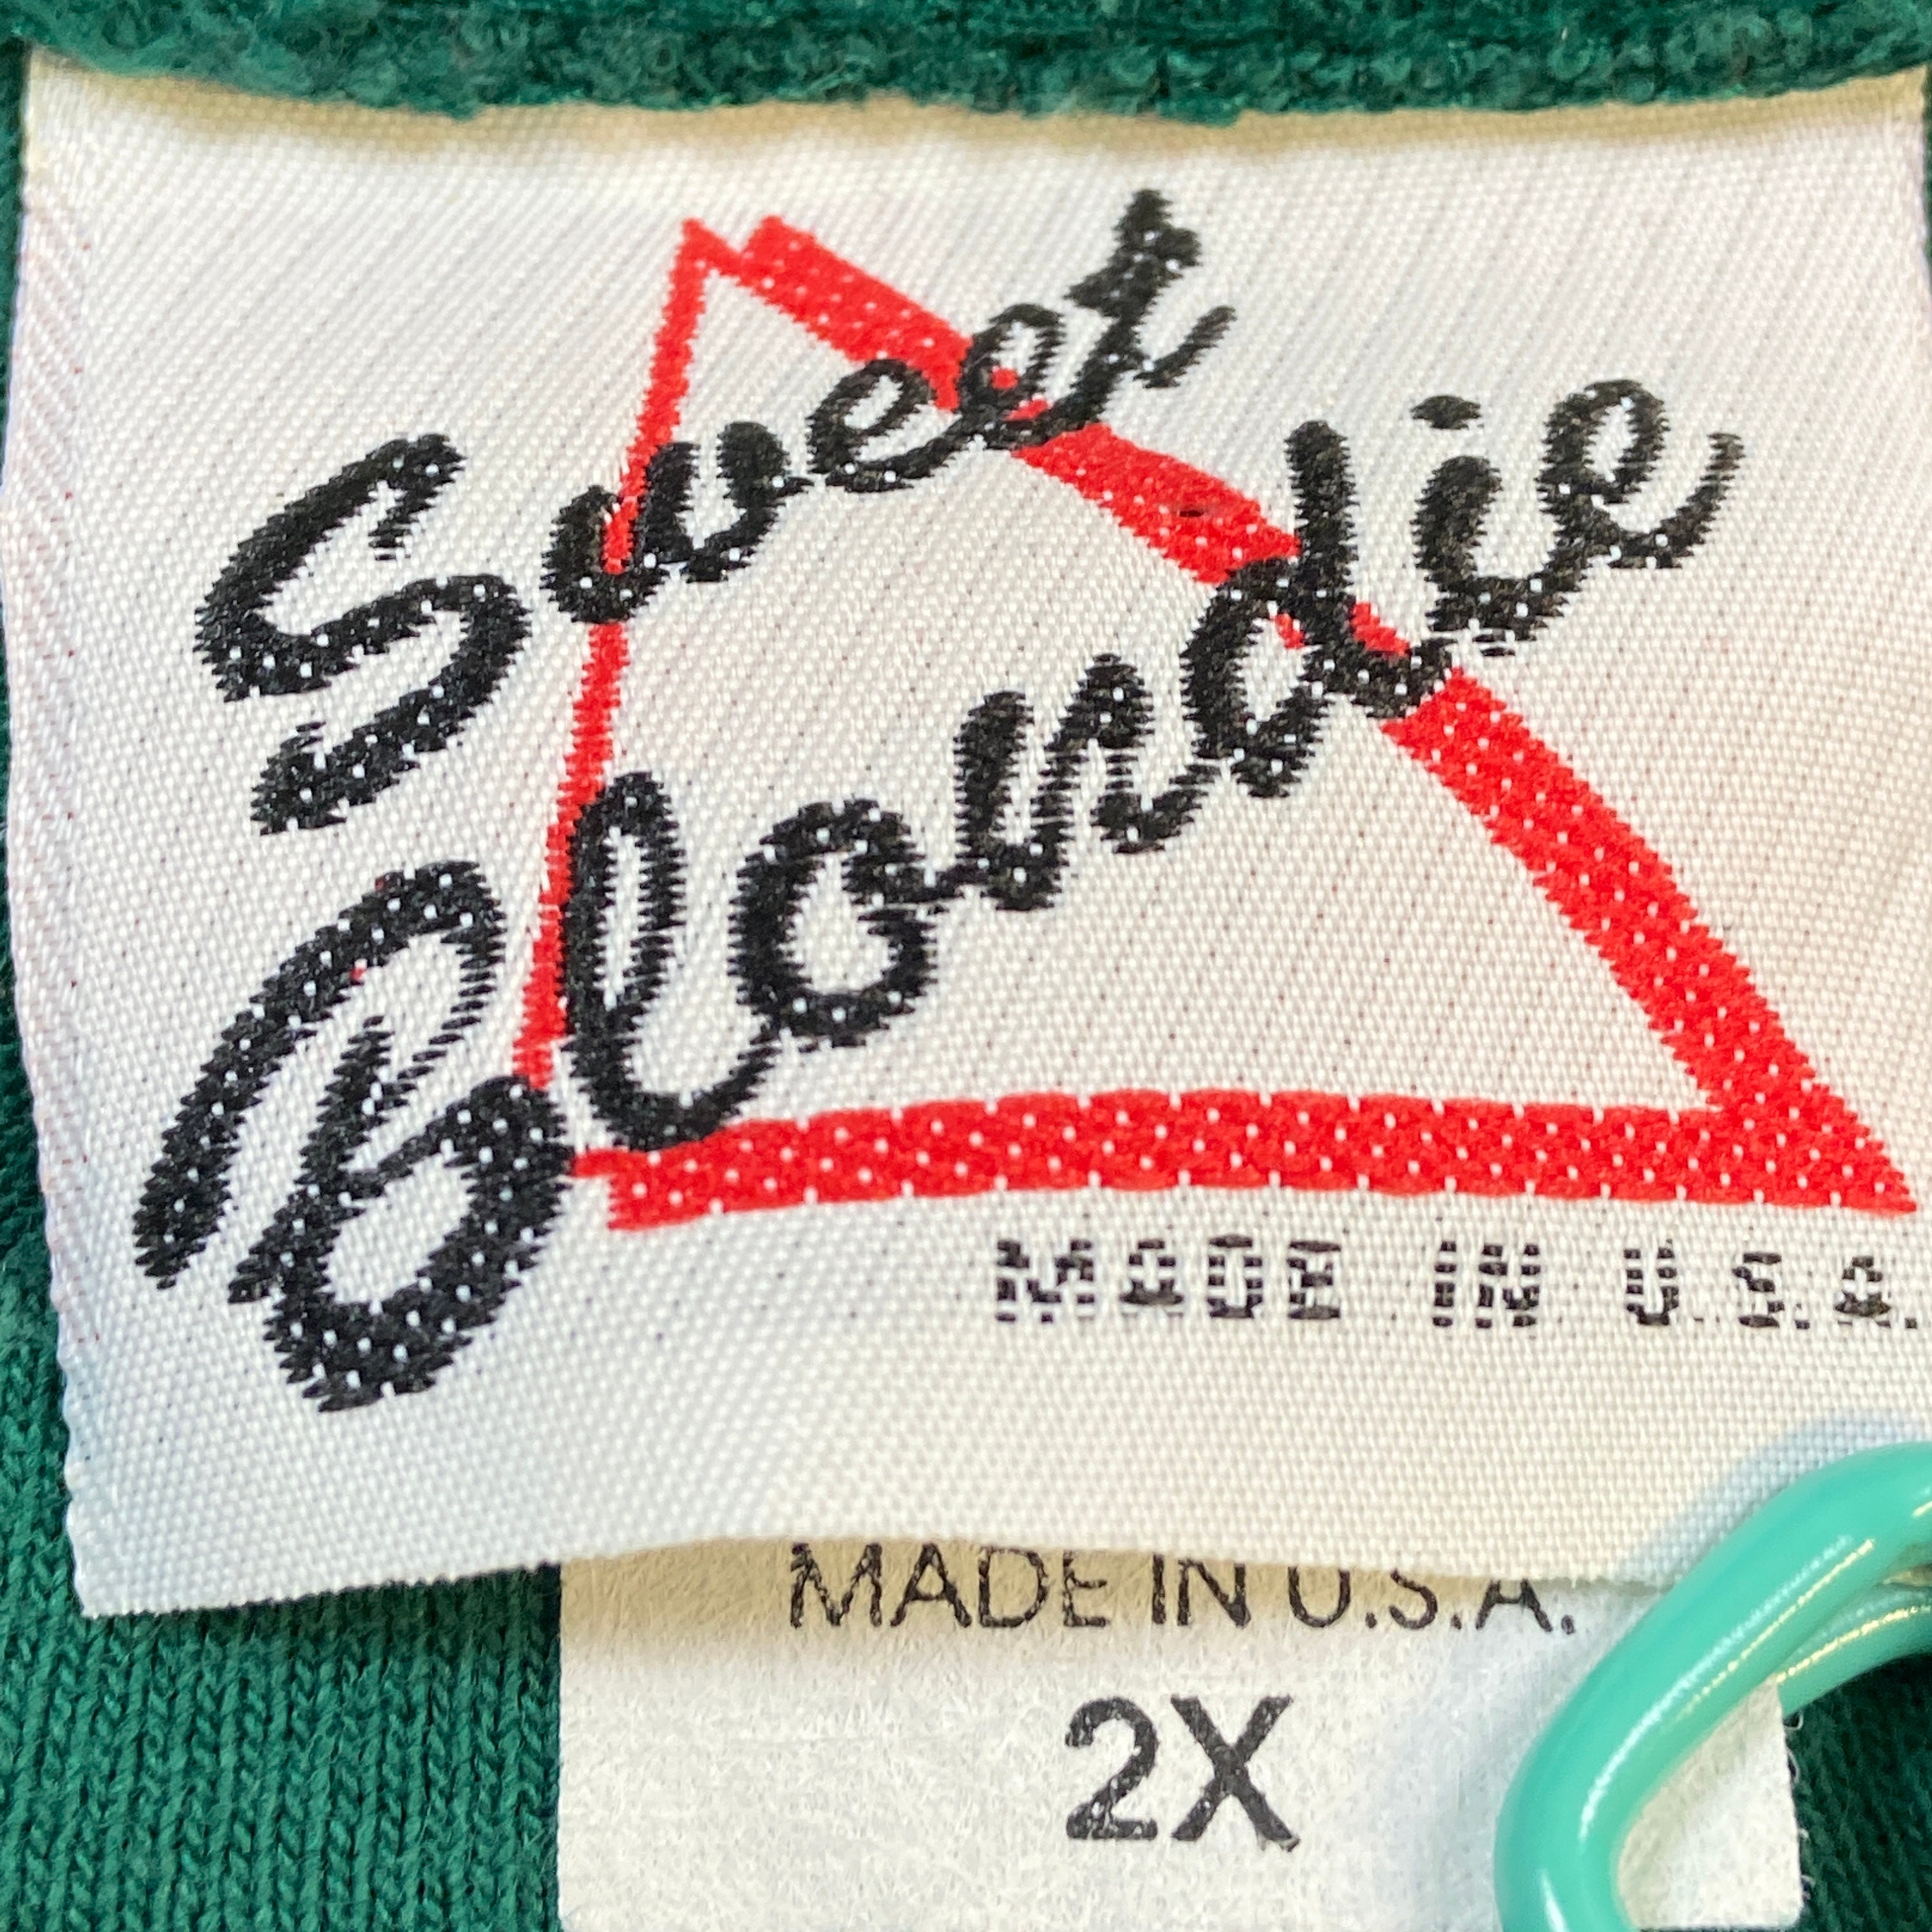 Sweet
Blondie
MADE IN U.S.A.
MADE IN U.S.A.
2X